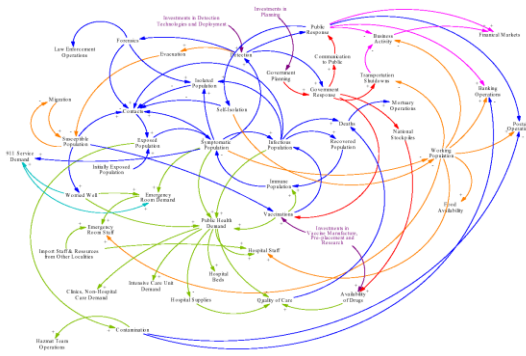 Investments in Detection
Technologies and Deployment
Investments in
Planning
Public
Response
Business
Activity
Financial Markets
Forensics
Law Enforcement
Operations
Evacuation
Detection
Communication
to Public
Isolated
Population
Government
Planning
Transportation
Shutdowns
Government
Response
Banking
Operations
Migration
Contacts
Self Isolation
Mortuary
Operations
Deaths
Postal
Operations
National
Stockpiles
Susceptible
Population
Exposed
Population
Symptomatic
Population
Infectious
Population
Recovered
Population
Working
Population
911 Service
Demand
Initially Exposed
Population
Immune
Population
Worried Well
Emergency
Room Demand
Food
Availability
Vaccinations
Public Health
Demand
Emergency
Room Staff
Investments in
Vaccine Manufacture,
Pre-placement and
Research
Import Staff & Resources
from Other Localities
Hospital Staff
Hospital
Beds
Clinics, Non-Hospital
Care Demand
Intensive Care Unit
Demand
Hospital Supplies
Quality of Care
Availability
of Drugs
Contamination
Hazmat Team
Operations